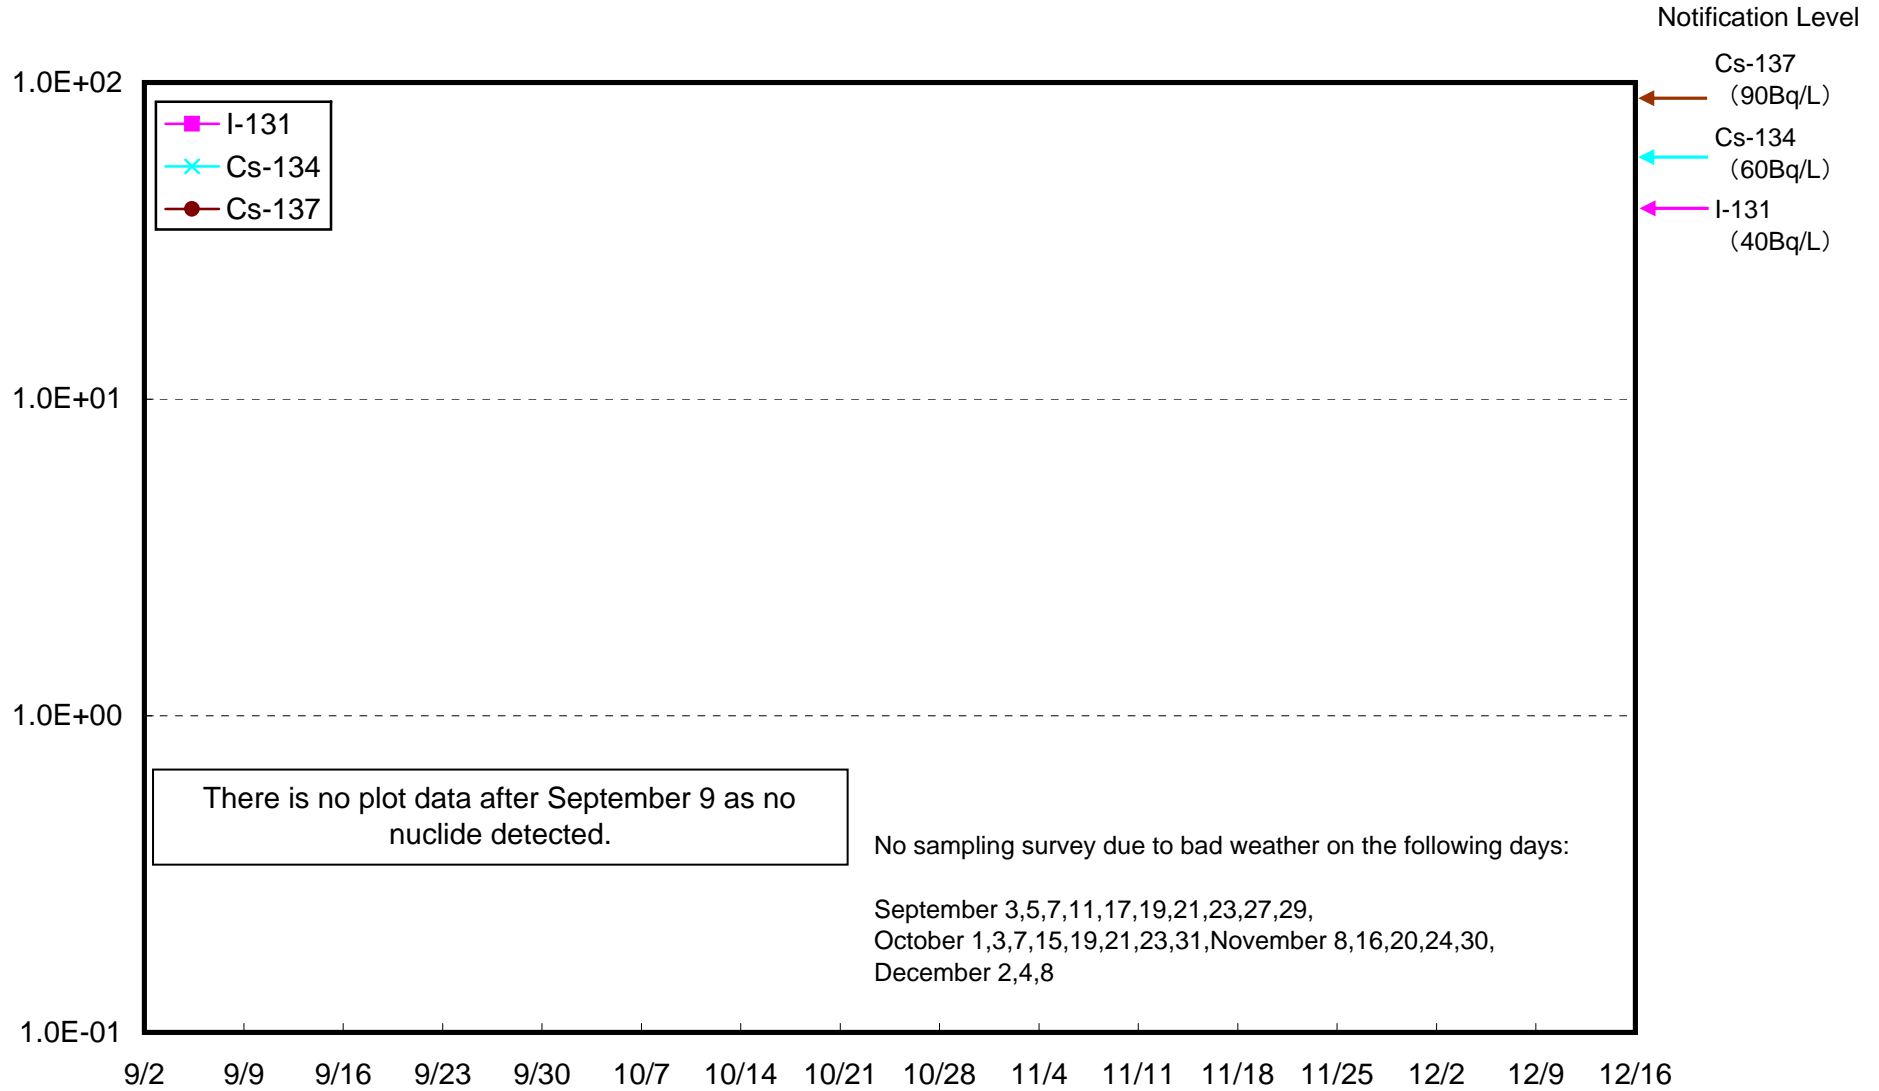 Notification Level
Cs-137
（90Bq/L）
Cs-134
（60Bq/L）
I-131
（40Bq/L）
1.0E+02
1.0E+01
1.0E+00
1.0E-01
I-131
Cs-134
Cs-137
There is no plot data after September 9 as no
nuclide detected.
No sampling survey due to bad weather on the following days:
September 3,5,7,11,17,19,21,23,27,29,
October 1,3,7,15,19,21,23,31,November 8,16,20,24,30,
December 2,4,8
9/2 9/9 9/16 9/23 9/30 10/7 10/14 10/21 10/28 11/4 11/11 11/18 11/25 12/2 12/9 12/16